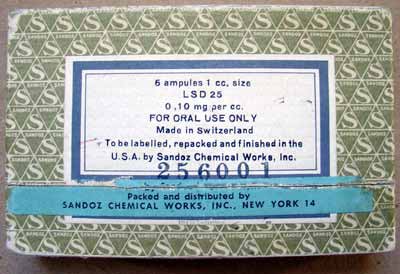 6 ampules 1 cc. size
LSD 25
0,10 mg per cc.
FOR ORAL USE ONLY
Made in Switzerland
To be labelled, repacked and finished in the
U.S.A. by Sandoz Chemical Works, Inc.
256001
Packed and distributed by
SANDOZ CHEMICAL WORKS, INC., NEW YORK 14